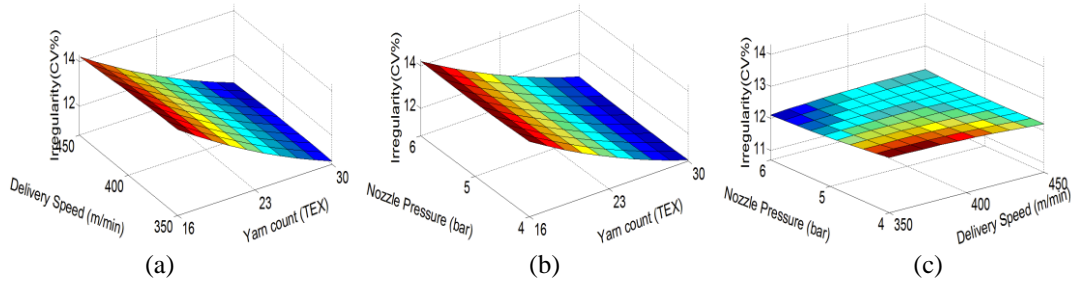 Irregularity(CV%)
14
12
450
400
350
Delivery Speed (m/min)
16
23
30
Yarn count (TEX)
(a)
Irregularity(CV%)
14
12
6
5
4
Nozzle Pressure (bar)
16
23
30
Yarn count (TEX)
(b)
Irregularity(CV%)
14
13
12
11
6
5
4
Nozzle Pressure (bar)
350
400
450
Delivery Speed (m/min)
(c)